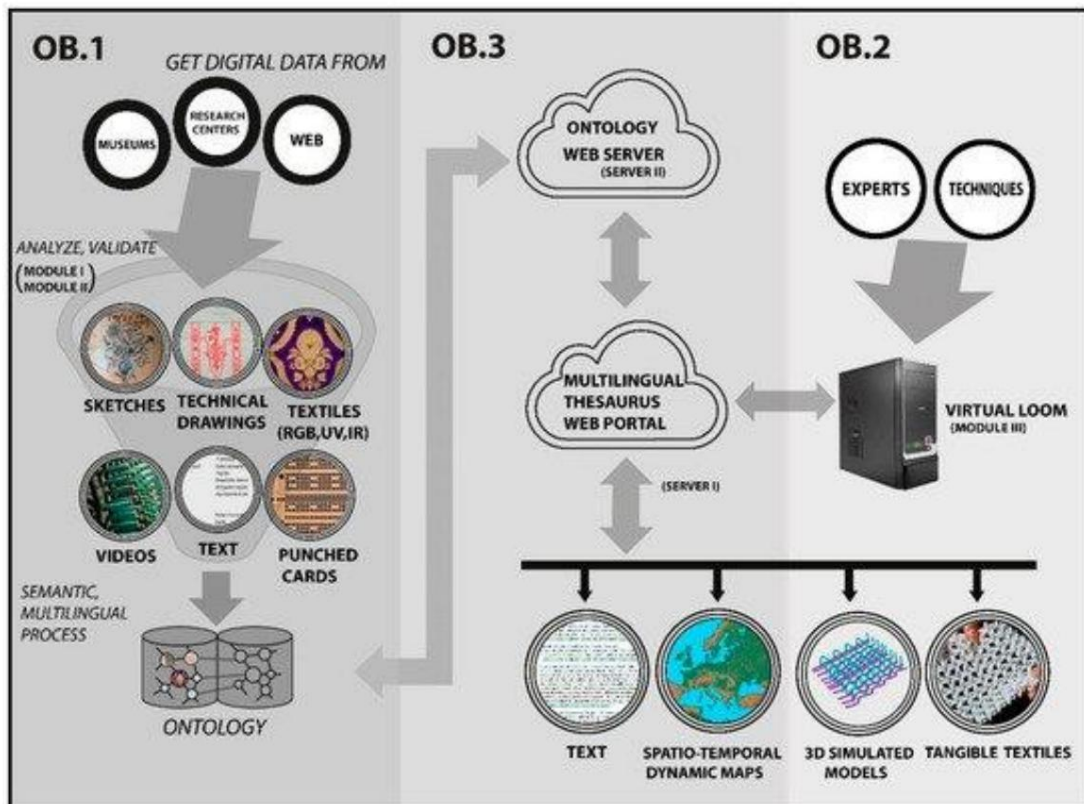 OB.1
GET DIGITAL DATA FROM
MUSEUMS
RESEARCH
CENTERS
WEB
ANALYZE, VALIDATE
(MODULE I
MODULE II)
SKETCHES
TECHNICAL
DRAWINGS
TEXTILES
(RGB,UV,IR)
VIDEOS
TEXT
PUNCHED
CARDS
SEMANTIC,
MULTILINGUAL
PROCESS
ONTOLOGY
OB.3
ONTOLOGY
WEB SERVER
(SERVER II)
MULTILINGUAL
THESAURUS
WEB PORTAL
(SERVER I)
OB.2
EXPERTS
TECHNIQUES
VIRTUAL LOOM
(MODULE III)
TEXT
SPATIO-TEMPORAL
DYNAMIC MAPS
3D SIMULATED
MODELS
TANGIBLE TEXTILES